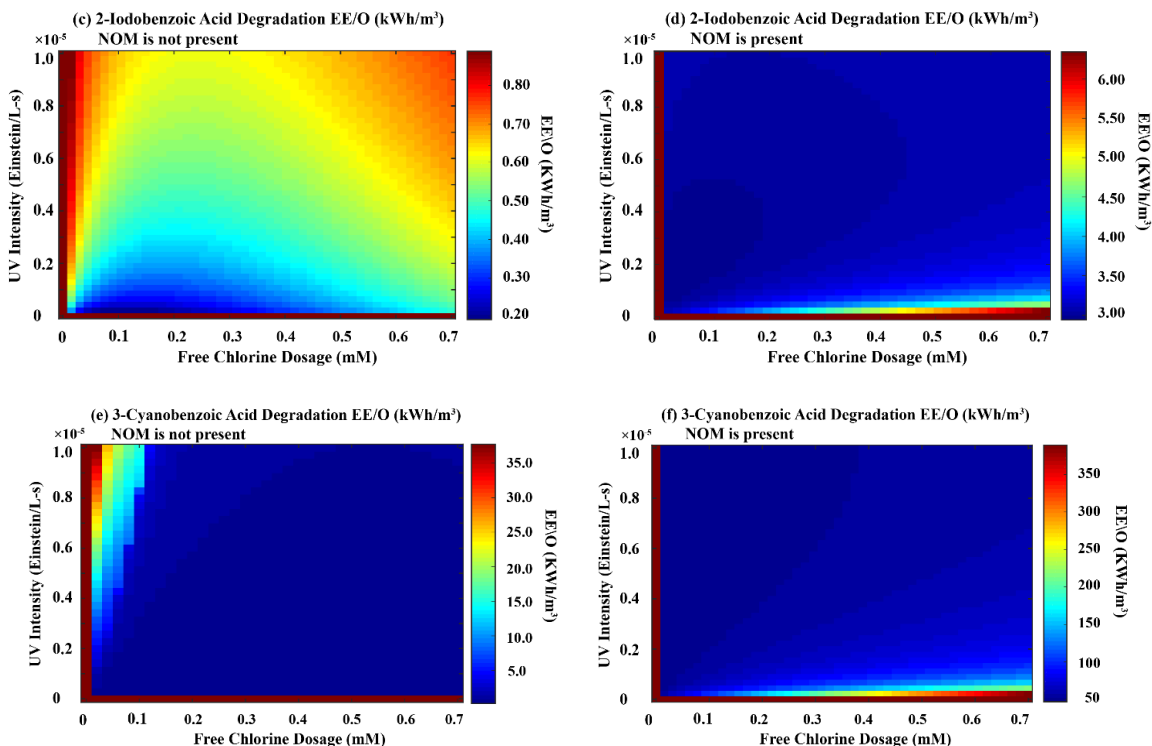 (c) 2-Iodobenzoic Acid Degradation EE/O (kWh/m³)
NOM is not present
×10⁻⁵
1.0
0.8
0.6
0.4
0.2
0
UV Intensity (Einstein/L-s)
0 0.1 0.2 0.3 0.4 0.5 0.6 0.7
Free Chlorine Dosage (mM)
0.80
0.70
0.60
0.50
0.40
0.30
0.20
EE\O (KWh/m³)
(d) 2-Iodobenzoic Acid Degradation EE/O (kWh/m³)
NOM is present
×10⁻⁵
1.0
0.8
0.6
0.4
0.2
0
UV Intensity (Einstein/L-s)
0 0.1 0.2 0.3 0.4 0.5 0.6 0.7
Free Chlorine Dosage (mM)
6.00
5.50
5.00
4.50
4.00
3.50
3.00
EE\O (KWh/m³)
(e) 3-Cyanobenzoic Acid Degradation EE/O (kWh/m³)
NOM is not present
×10⁻⁵
1.0
0.8
0.6
0.4
0.2
0
UV Intensity (Einstein/L-s)
0 0.1 0.2 0.3 0.4 0.5 0.6 0.7
Free Chlorine Dosage (mM)
35.0
30.0
25.0
20.0
15.0
10.0
5.0
EE\O (KWh/m³)
(f) 3-Cyanobenzoic Acid Degradation EE/O (kWh/m³)
NOM is present
×10⁻⁵
1.0
0.8
0.6
0.4
0.2
0
UV Intensity (Einstein/L-s)
0 0.1 0.2 0.3 0.4 0.5 0.6 0.7
Free Chlorine Dosage (mM)
350
300
250
200
150
100
50
EE\O (KWh/m³)